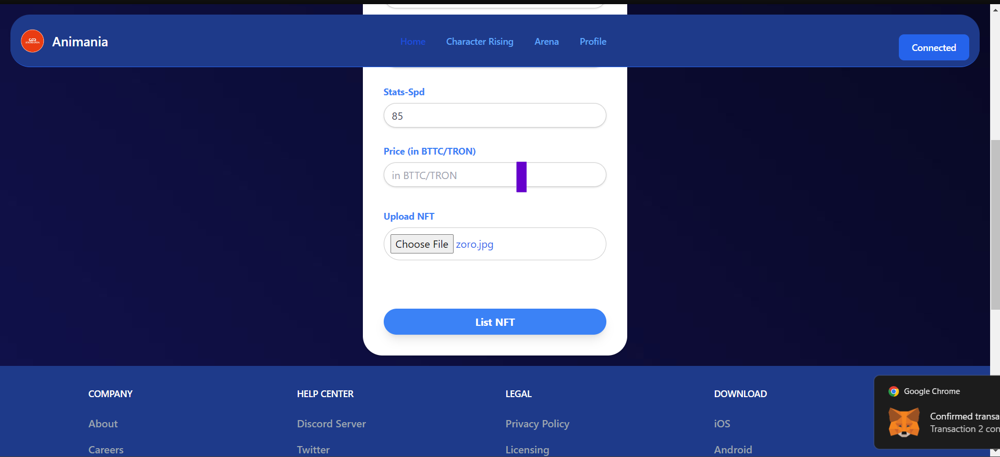 ANIMANIA
Animania
Home
Character Rising
Arena
Profile
Connected
Stats-Spd
85
Price (in BTTC/TRON)
in BTTC/TRON
Upload NFT
Choose File zoro.jpg
List NFT
COMPANY
About
Careers
HELP CENTER
Discord Server
Twitter
LEGAL
Privacy Policy
Licensing
DOWNLOAD
iOS
Android
Google Chrome
Confirmed transa
Transaction 2 con